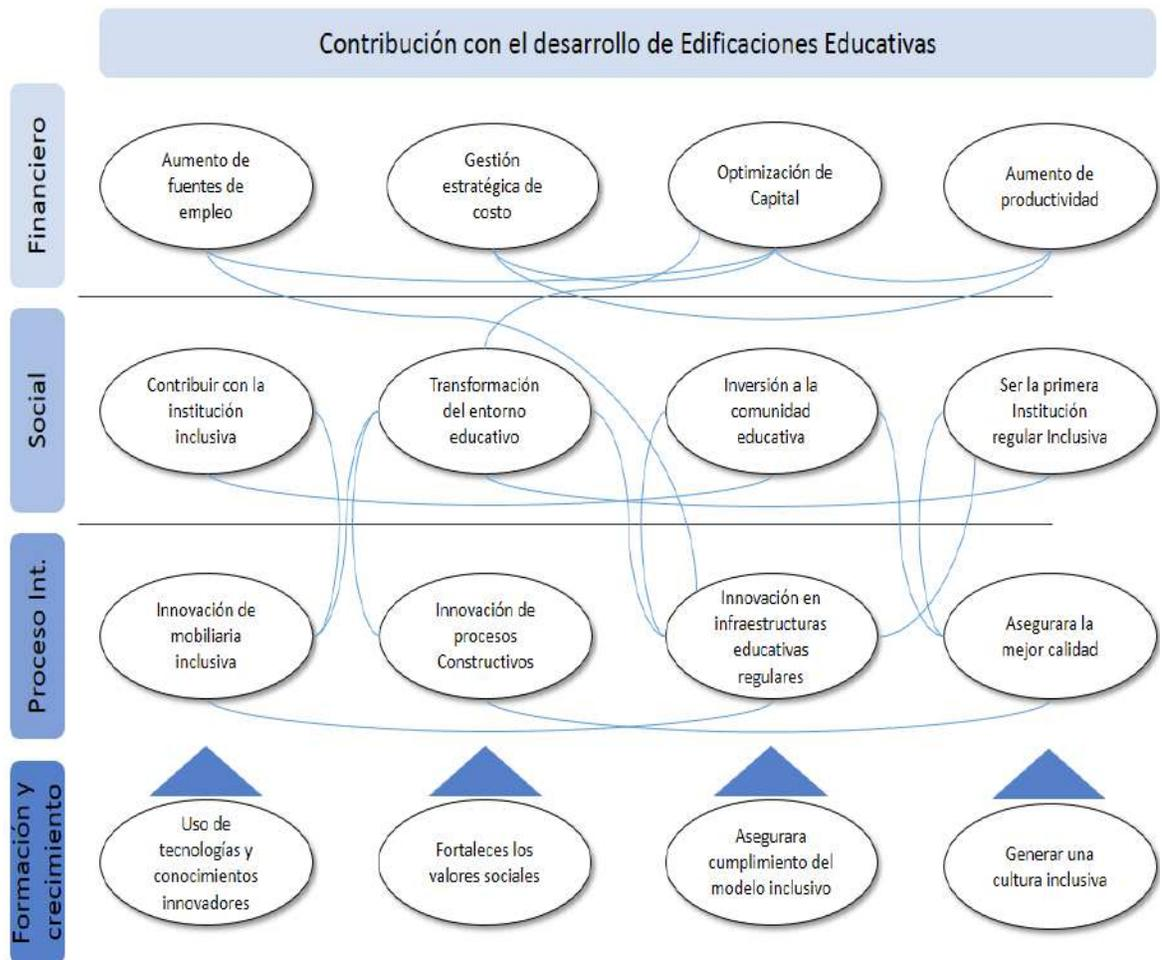 Contribución con el desarrollo de Edificaciones Educativas
Financiero
Aumento de
fuentes de
empleo
Gestión
estratégica de
costo
Optimización de
Capital
Aumento de
productividad
Social
Contribuir con la
institución
inclusiva
Transformación
del entorno
educativo
Inversión a la
comunidad
educativa
Ser la primera
Institución
regular Inclusiva
Proceso Int.
Innovación de
mobiliaria
inclusiva
Innovación de
procesos
Constructivos
Innovación en
infraestructuras
educativas
regulares
Asegurara la
mejor calidad
Formación y
crecimiento
Uso de
tecnologías y
conocimientos
innovadores
Fortaleces los
valores sociales
Asegurara
cumplimiento del
modelo inclusivo
Generar una
cultura inclusiva